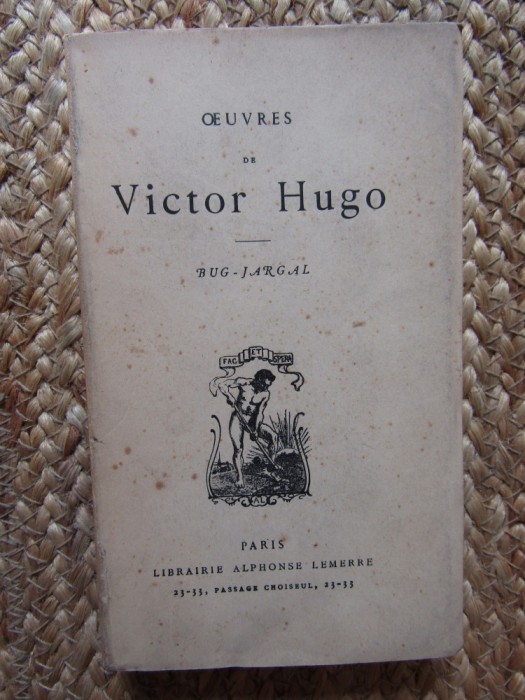 ŒUVRES
DE
Victor Hugo
BUG-JARGAL
FAC ET SPERA
AL
PARIS
LIBRAIRIE ALPHONSE LEMERRE
23-33, PASSAGE CHOISEUL, 23-33